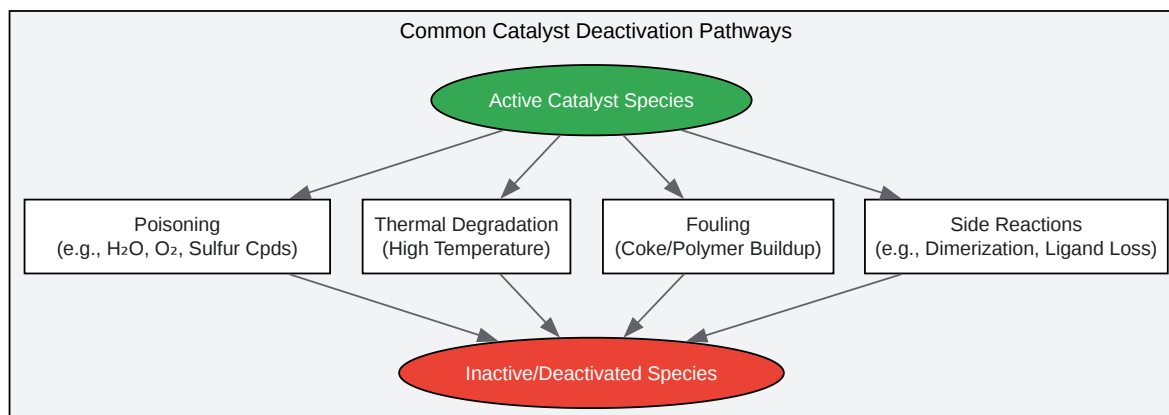 Common Catalyst Deactivation Pathways
Active Catalyst Species
Poisoning
(e.g., H₂O, O₂, Sulfur Cpds)
Thermal Degradation
(High Temperature)
Fouling
(Coke/Polymer Buildup)
Side Reactions
(e.g., Dimerization, Ligand Loss)
Inactive/Deactivated Species